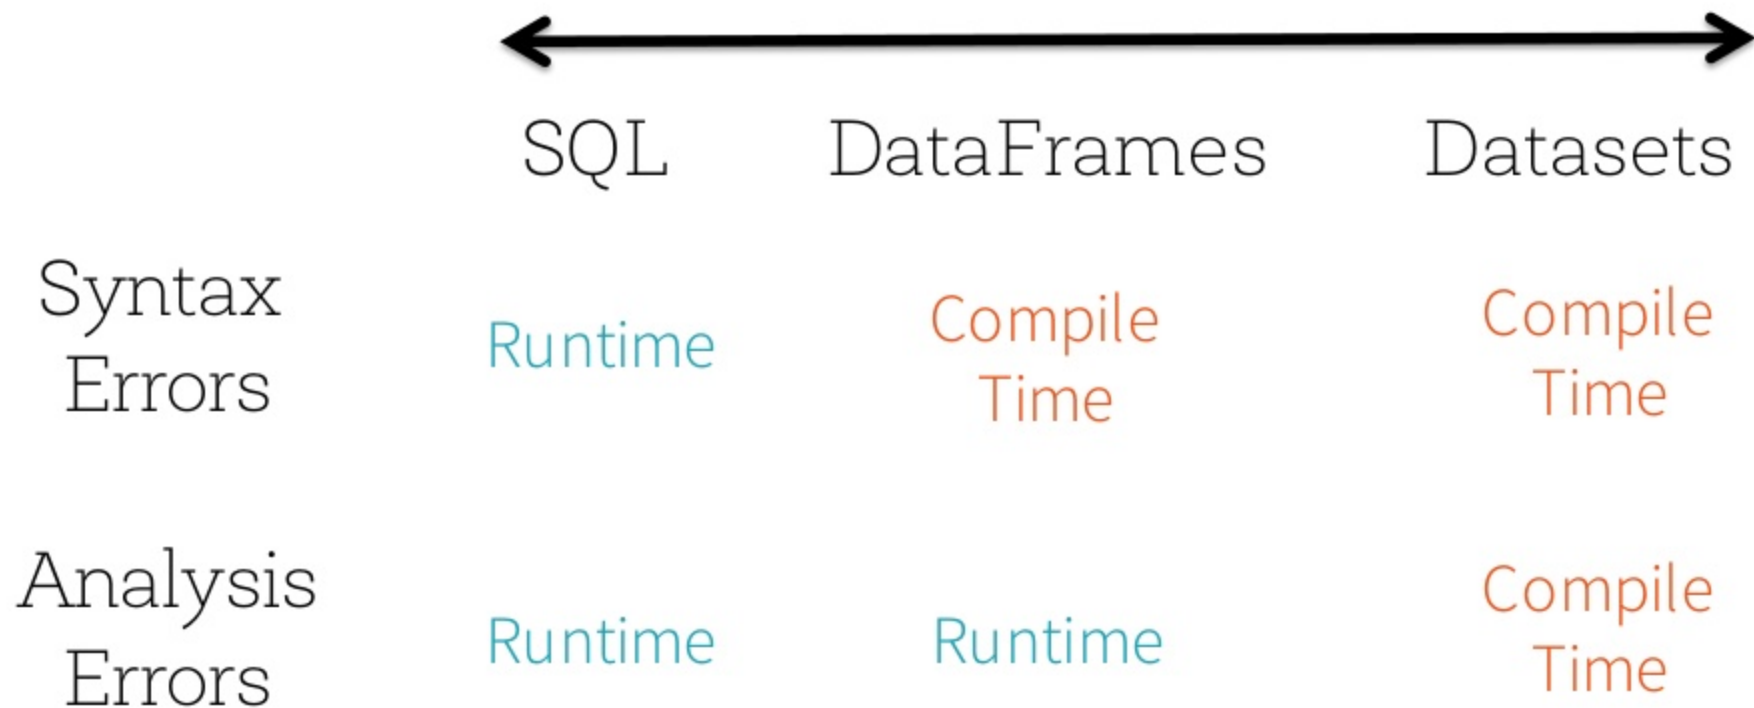 SQL DataFrames Datasets
Syntax
Errors
Runtime
Compile
Time
Compile
Time
Analysis
Errors
Runtime
Runtime
Compile
Time